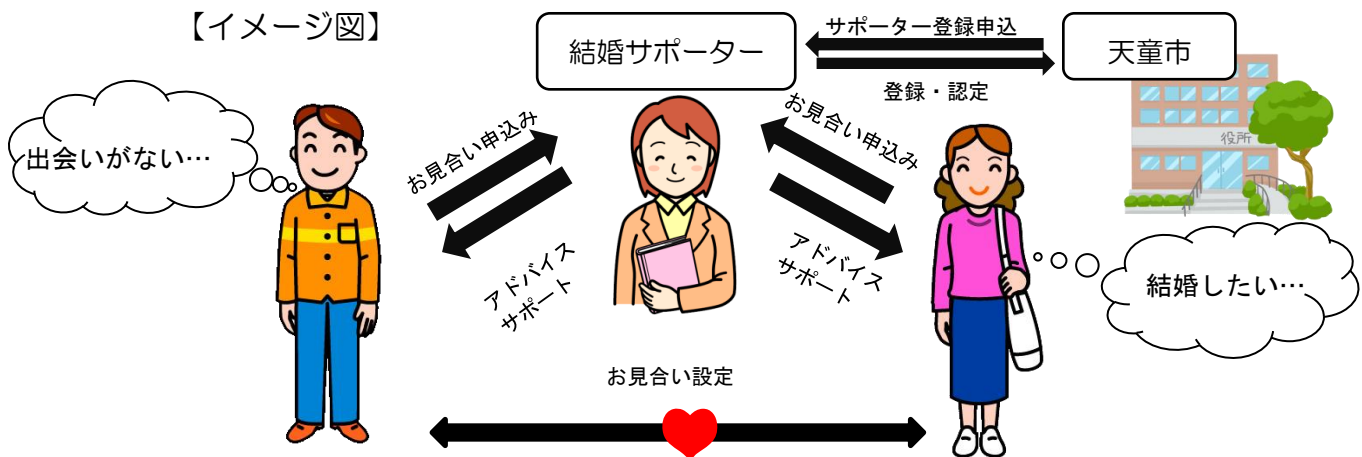 【イメージ図】
結婚サポーター
サポーター登録申込
登録・認定
天童市
役所
出会いがない…
お見合い申込み
アドバイス
サポート
お見合い申込み
アドバイス
サポート
結婚したい…
お見合い設定